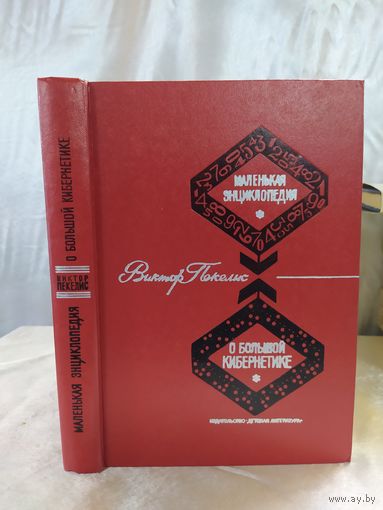 О БОЛЬШОЙ КИБЕРНЕТИКЕ
ВИКТОР
ПЕКЕЛИС
МАЛЕНЬКАЯ ЭНЦИКЛОПЕДИЯ
МАЛЕНЬКАЯ
ЭНЦИКЛОПЕДИЯ
Виктор Пекелис
О БОЛЬШОЙ
КИБЕРНЕТИКЕ
ИЗДАТЕЛЬСТВО «ДЕТСКАЯ ЛИТЕРАТУРА»
www.ay.by